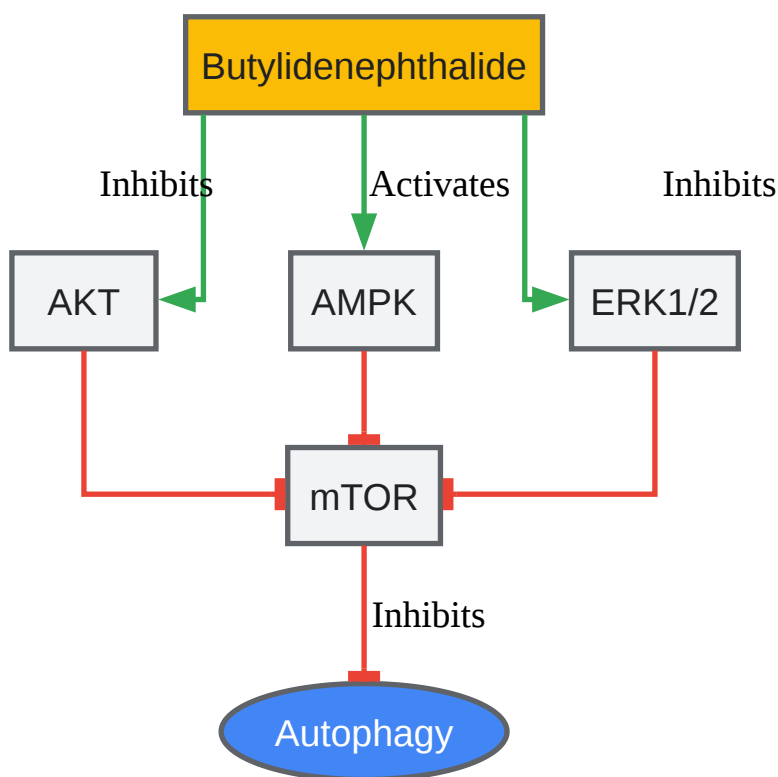 Butylidenephthalide
Inhibits
Activates
Inhibits
AKT
AMPK
ERK1/2
mTOR
Inhibits
Autophagy